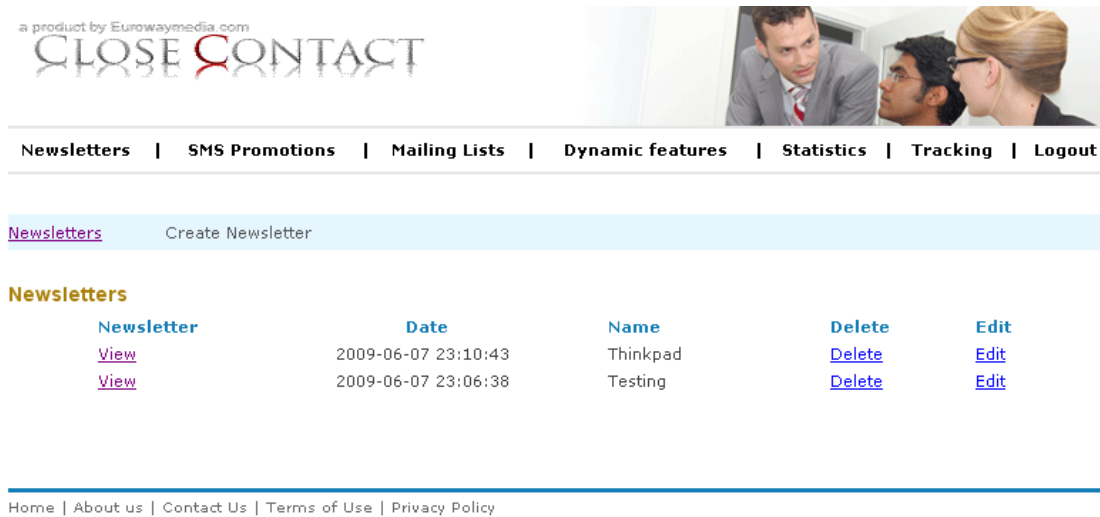 a product by Eurowaymedia.com
CLOSE CONTACT
Newsletters | SMS Promotions | Mailing Lists | Dynamic features | Statistics | Tracking | Logout
Newsletters Create Newsletter
Newsletters
Newsletter Date Name Delete Edit
View 2009-06-07 23:10:43 Thinkpad Delete Edit
View 2009-06-07 23:06:38 Testing Delete Edit
Home | About us | Contact Us | Terms of Use | Privacy Policy